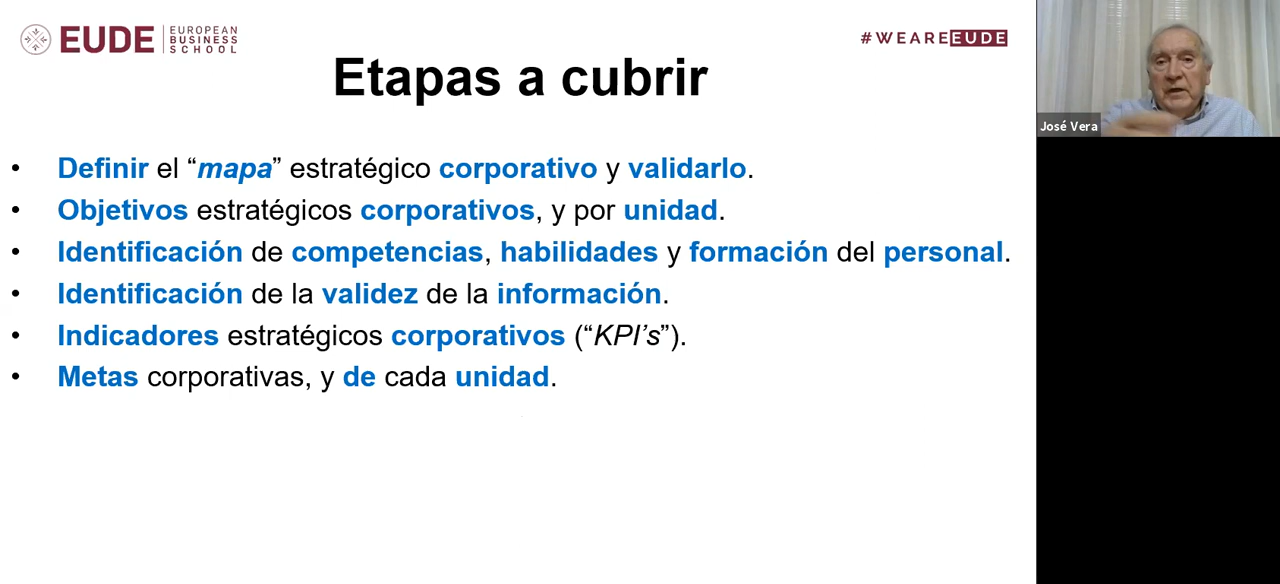 EUDE
EUROPEAN
BUSINESS
SCHOOL
#WEAREEUDE
Etapas a cubrir
José Vera
• Definir el “mapa” estratégico corporativo y validarlo.
• Objetivos estratégicos corporativos, y por unidad.
• Identificación de competencias, habilidades y formación del personal.
• Identificación de la validez de la información.
• Indicadores estratégicos corporativos (“KPI’s”).
• Metas corporativas, y de cada unidad.